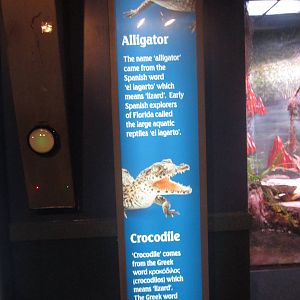 Alligator
The name 'alligator'
came from the
Spanish word
'el lagarto' which
means 'lizard'. Early
Spanish explorers
of Florida called
the large aquatic
reptiles 'el lagarto'.
Crocodile
'Crocodile' comes
from the Greek
word κροκόδιλος
(crocodilos) which
means 'lizard'.
The Greek word